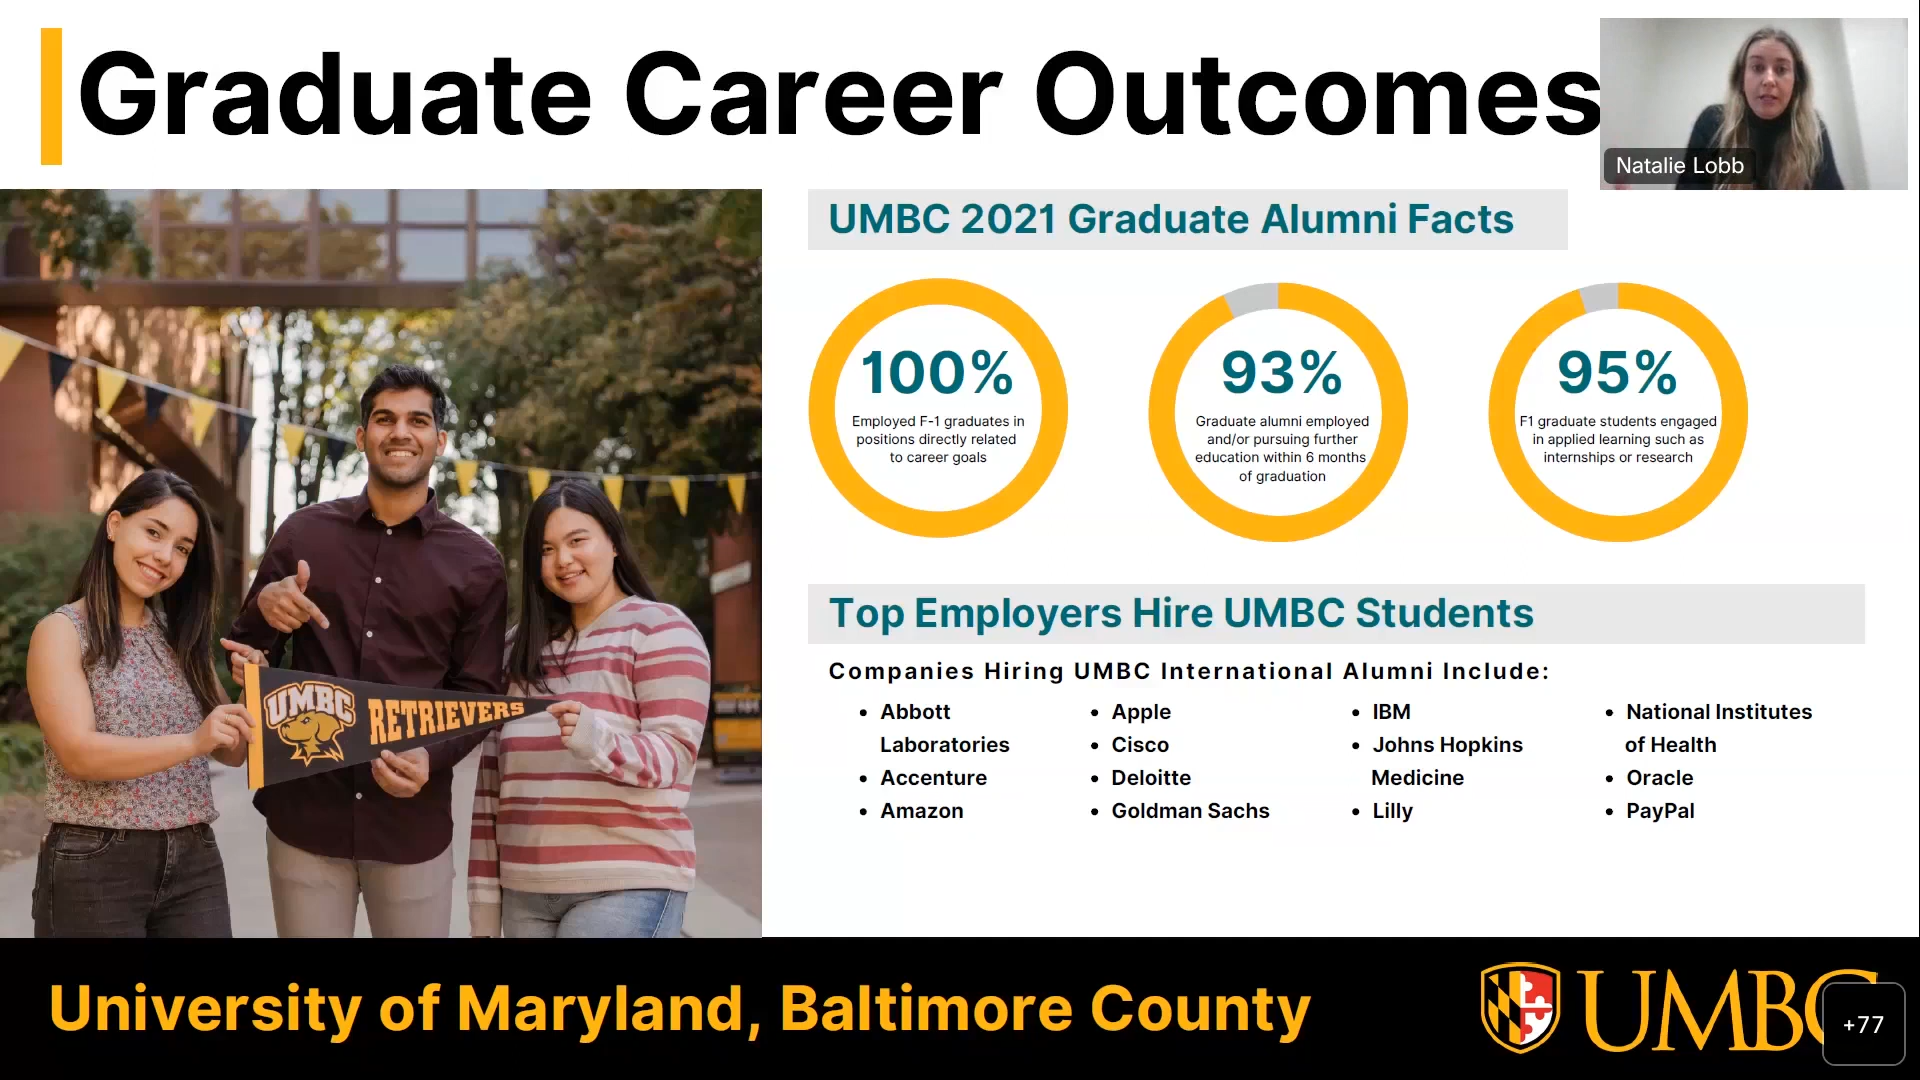 Graduate Career Outcomes
Natalie Lobb
UMBC 2021 Graduate Alumni Facts
100%
Employed F-1 graduates in
positions directly related
to career goals
93%
Graduate alumni employed
and/or pursuing further
education within 6 months
of graduation
95%
F1 graduate students engaged
in applied learning such as
internships or research
UMBC
RETRIEVERS
Top Employers Hire UMBC Students
Companies Hiring UMBC International Alumni Include:
• Abbott
Laboratories
• Accenture
• Amazon
• Apple
• Cisco
• Deloitte
• Goldman Sachs
• IBM
• Johns Hopkins
Medicine
• Lilly
• National Institutes
of Health
• Oracle
• PayPal
University of Maryland, Baltimore County
UMBC
+77